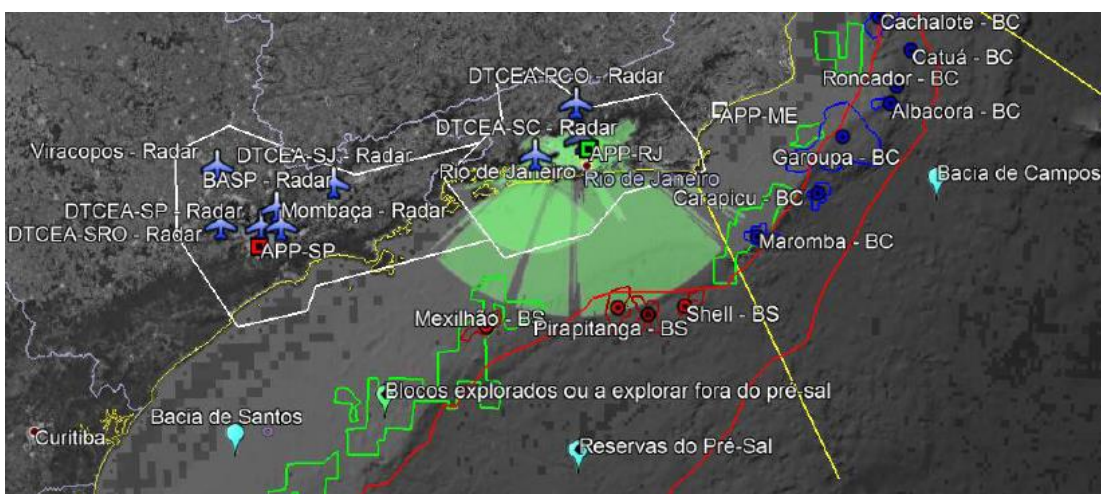 Cachalote - BC
Catuá - BC
Roncador - BC
DTCEA-PCO - Radar
Albacora - BC
APP-ME
DTCEA-SC - Radar
Viracopos - Radar
DTCEA-SJ - Radar
APP-RJ
Garoupa - BC
Rio de Janeiro
Rio de Janeiro
BASP - Radar
Bacia de Campos
Carapicu - BC
DTCEA-SP - Radar
Mombaça - Radar
DTCEA-SRO - Radar
Maromba - BC
APP-SP
Mexilhão - BS
Shell - BS
Pirapitanga - BS
Blocos explorados ou a explorar fora do pré-sal
Bacia de Santos
Curitiba
Reservas do Pré-Sal